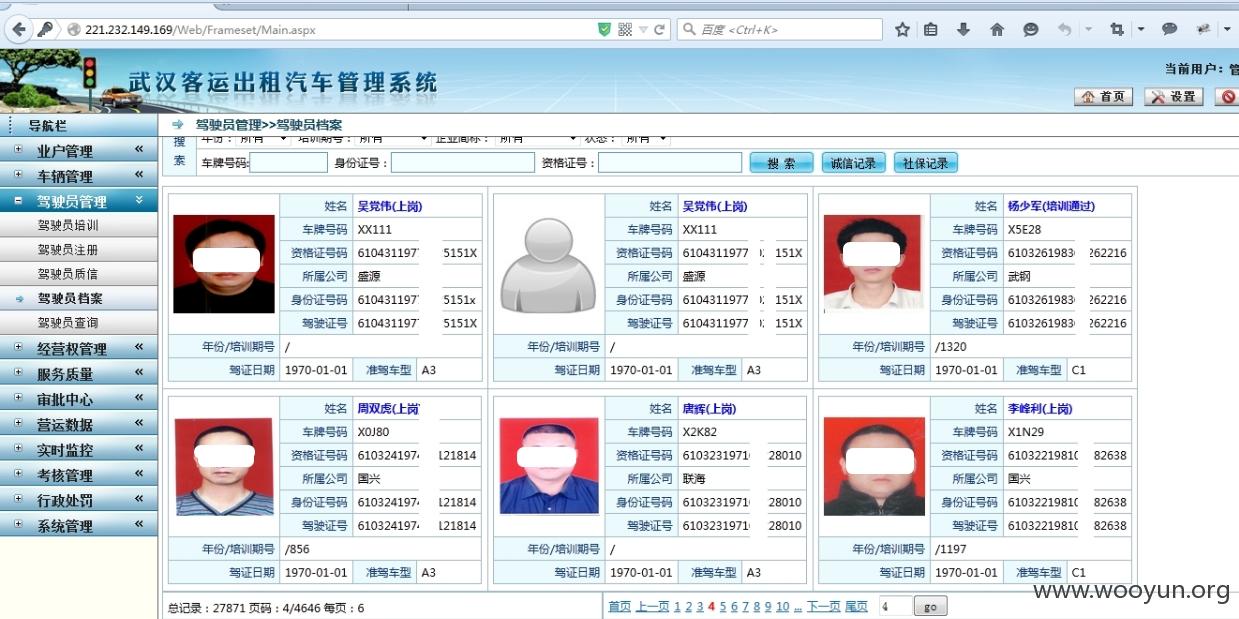 221.232.149.169/Web/Frameset/Main.aspx
百度 <Ctrl+K>
武汉客运出租汽车管理系统
当前用户：管
首页 设置
导航栏
业户管理
车辆管理
驾驶员管理
驾驶员培训
驾驶员注册
驾驶员质信
驾驶员档案
驾驶员查询
经营权管理
服务质量
审批中心
营运数据
实时监控
考核管理
行政处罚
系统管理
驾驶员管理>>驾驶员档案
搜索
年份：所有 培训期号：所有 企业简称：所有 状态：所有
车牌号码: 身份证号： 资格证号： 搜 索 诚信记录 社保记录
姓名 吴党伟(上岗)
车牌号码 XX111
资格证号码 6104311977 5151X
所属公司 盛源
身份证号码 6104311977 5151x
驾驶证号 6104311977 5151X
年份/培训期号 /
驾证日期 1970-01-01 准驾车型 A3
姓名 吴党伟(上岗)
车牌号码 XX111
资格证号码 6104311977 151X
所属公司 盛源
身份证号码 6104311977 151X
驾驶证号 6104311977 151X
年份/培训期号 /
驾证日期 1970-01-01 准驾车型 A3
姓名 杨少军(培训通过)
车牌号码 X5E28
资格证号码 61032619830 262216
所属公司 武钢
身份证号码 61032619830 262216
驾驶证号 61032619830 262216
年份/培训期号 /1320
驾证日期 1970-01-01 准驾车型 C1
姓名 周双虎(上岗)
车牌号码 X0J80
资格证号码 610324197 121814
所属公司 国兴
身份证号码 610324197 121814
驾驶证号 610324197 121814
年份/培训期号 /856
驾证日期 1970-01-01 准驾车型 A3
姓名 唐辉(上岗)
车牌号码 X2K82
资格证号码 610323197 28010
所属公司 联海
身份证号码 610323197 28010
驾驶证号 610323197 28010
年份/培训期号 /
驾证日期 1970-01-01 准驾车型 A3
姓名 李峰利(上岗)
车牌号码 X1N29
资格证号码 6103221981 82638
所属公司 国兴
身份证号码 6103221981 82638
驾驶证号 6103221981 82638
年份/培训期号 /1197
驾证日期 1970-01-01 准驾车型 C1
总记录：27871 页码：4/4646 每页：6
首页 上一页 1 2 3 4 5 6 7 8 9 10 ... 下一页 尾页 4 go
www.wooyun.org